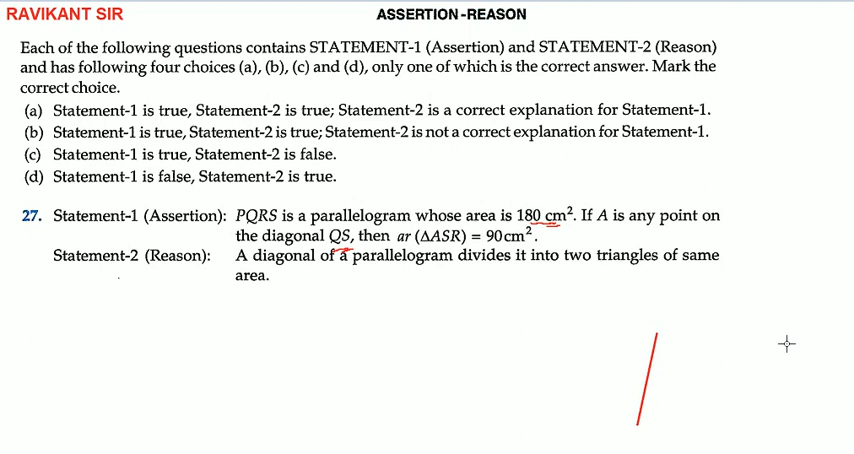 RAVIKANT SIR
ASSERTION-REASON
Each of the following questions contains STATEMENT-1 (Assertion) and STATEMENT-2 (Reason)
and has following four choices (a), (b), (c) and (d), only one of which is the correct answer. Mark the
correct choice.
(a) Statement-1 is true, Statement-2 is true; Statement-2 is a correct explanation for Statement-1.
(b) Statement-1 is true, Statement-2 is true; Statement-2 is not a correct explanation for Statement-1.
(c) Statement-1 is true, Statement-2 is false.
(d) Statement-1 is false, Statement-2 is true.
27. Statement-1 (Assertion): PQRS is a parallelogram whose area is 180 cm². If A is any point on
the diagonal QS, then ar (ΔASR) = 90cm².
Statement-2 (Reason): A diagonal of a parallelogram divides it into two triangles of same
area.